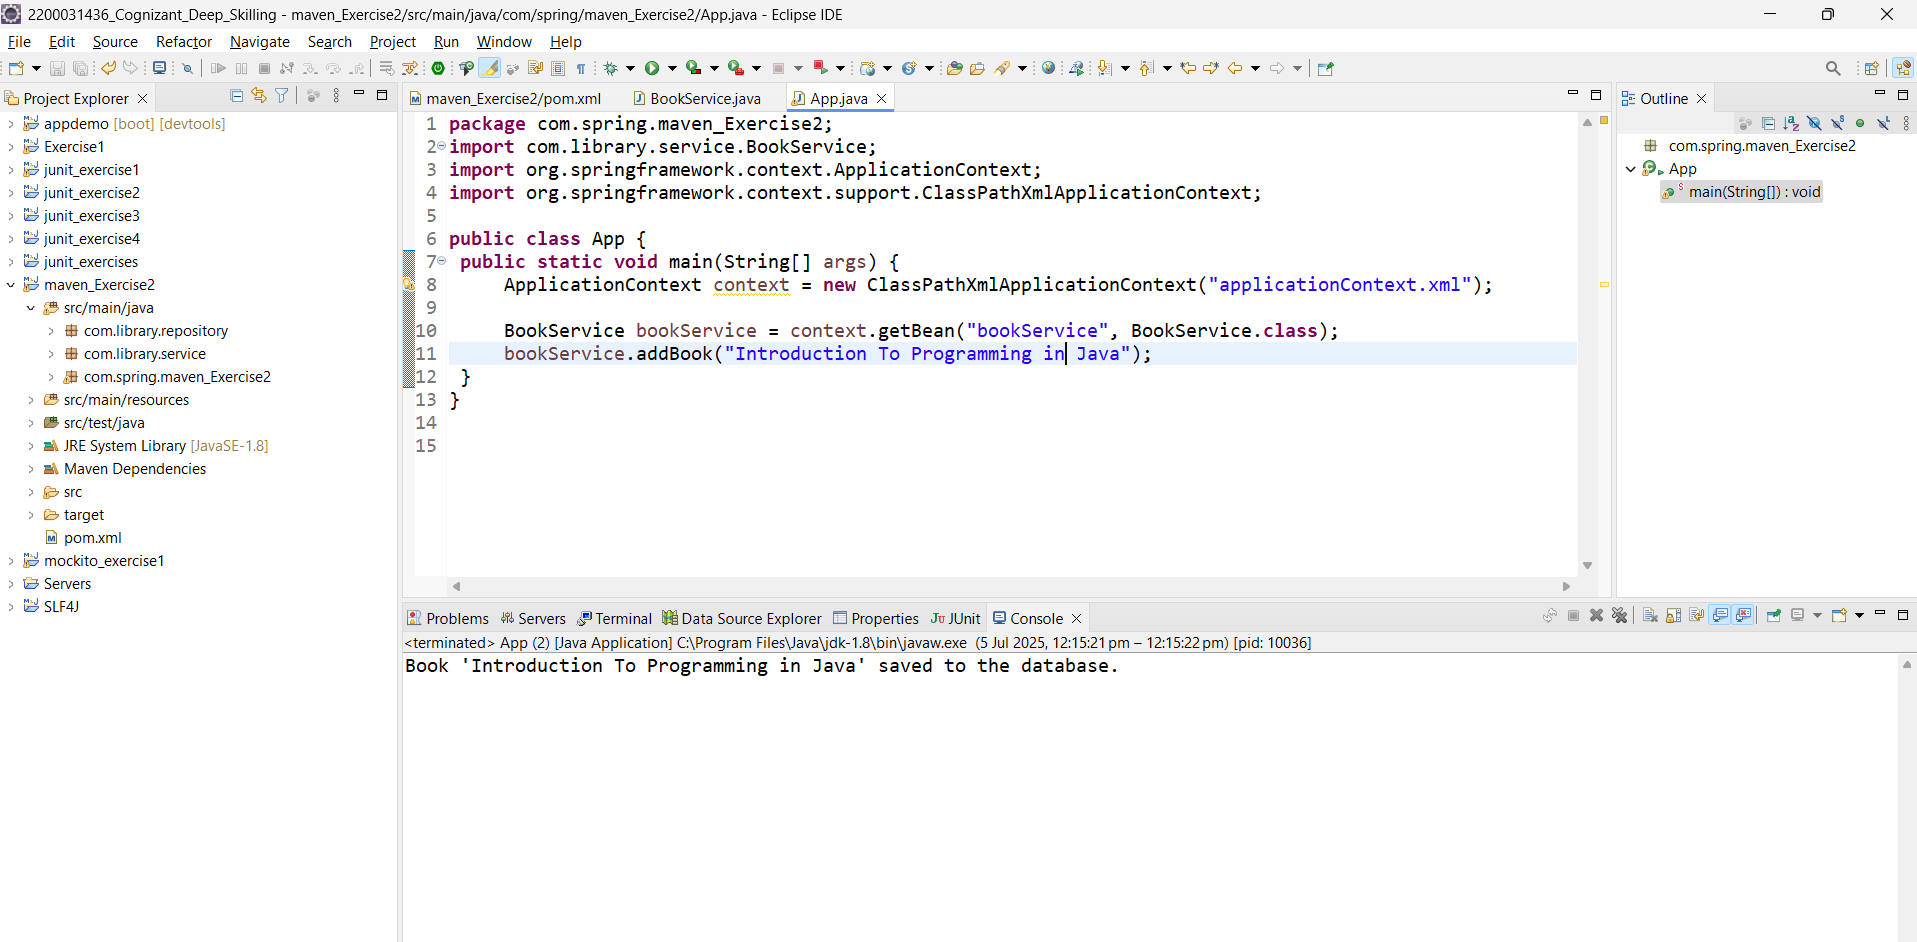 2200031436_Cognizant_Deep_Skilling - maven_Exercise2/src/main/java/com/spring/maven_Exercise2/App.java - Eclipse IDE
File Edit Source Refactor Navigate Search Project Run Window Help
Project Explorer
appdemo [boot] [devtools]
Exercise1
junit_exercise1
junit_exercise2
junit_exercise3
junit_exercise4
junit_exercises
maven_Exercise2
src/main/java
com.library.repository
com.library.service
com.spring.maven_Exercise2
src/main/resources
src/test/java
JRE System Library [JavaSE-1.8]
Maven Dependencies
src
target
pom.xml
mockito_exercise1
Servers
SLF4J
maven_Exercise2/pom.xml BookService.java App.java
1 package com.spring.maven_Exercise2;
2 import com.library.service.BookService;
3 import org.springframework.context.ApplicationContext;
4 import org.springframework.context.support.ClassPathXmlApplicationContext;
5
6 public class App {
7 public static void main(String[] args) {
8 ApplicationContext context = new ClassPathXmlApplicationContext("applicationContext.xml");
9
10 BookService bookService = context.getBean("bookService", BookService.class);
11 bookService.addBook("Introduction To Programming in Java");
12 }
13 }
14
15
Outline
com.spring.maven_Exercise2
App
main(String[]) : void
Problems Servers Terminal Data Source Explorer Properties JUnit Console
<terminated> App (2) [Java Application] C:\Program Files\Java\jdk-1.8\bin\javaw.exe (5 Jul 2025, 12:15:21 pm – 12:15:22 pm) [pid: 10036]
Book 'Introduction To Programming in Java' saved to the database.